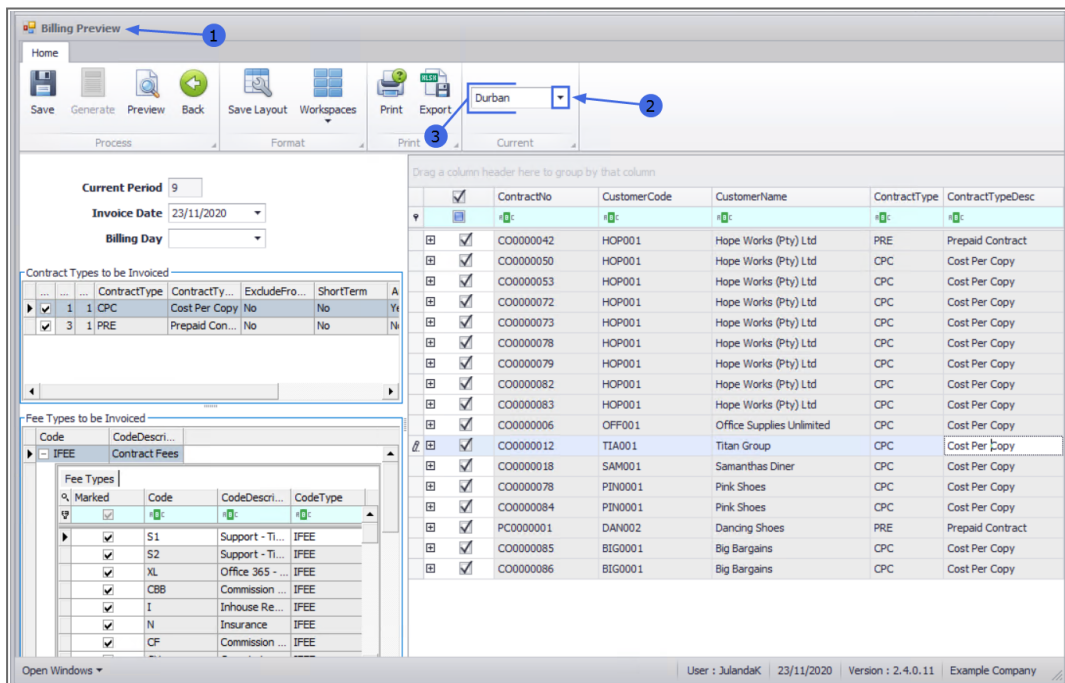 Billing Preview
1
Home
Save Generate Preview Back Save Layout Workspaces Print Export Durban
2
3
Process Format Print Current
Drag a column header here to group by that column
ContractNo CustomerCode CustomerName ContractType ContractTypeDesc
Current Period 9
Invoice Date 23/11/2020
Billing Day
CO0000042 HOP001 Hope Works (Pty) Ltd PRE Prepaid Contract
CO0000050 HOP001 Hope Works (Pty) Ltd CPC Cost Per Copy
CO0000053 HOP001 Hope Works (Pty) Ltd CPC Cost Per Copy
CO0000072 HOP001 Hope Works (Pty) Ltd CPC Cost Per Copy
CO0000073 HOP001 Hope Works (Pty) Ltd CPC Cost Per Copy
CO0000078 HOP001 Hope Works (Pty) Ltd CPC Cost Per Copy
CO0000079 HOP001 Hope Works (Pty) Ltd CPC Cost Per Copy
CO0000082 HOP001 Hope Works (Pty) Ltd CPC Cost Per Copy
CO0000083 HOP001 Hope Works (Pty) Ltd CPC Cost Per Copy
CO0000006 OFF001 Office Supplies Unlimited CPC Cost Per Copy
CO0000012 TIA001 Titan Group CPC Cost Per Copy
CO0000018 SAM001 Samanthas Diner CPC Cost Per Copy
CO0000078 PIN0001 Pink Shoes CPC Cost Per Copy
CO0000084 PIN0001 Pink Shoes CPC Cost Per Copy
PC0000001 DAN002 Dancing Shoes PRE Prepaid Contract
CO0000085 BIG0001 Big Bargains CPC Cost Per Copy
CO0000086 BIG0001 Big Bargains CPC Cost Per Copy
Contract Types to be Invoiced
... ... ... ContractType ContractTy... ExcludeFro... ShortTerm A
1 1 CPC Cost Per Copy No No Ye
3 1 PRE Prepaid Con... No No
Fee Types to be Invoiced
Code CodeDescri...
IFEE Contract Fees
Fee Types
Marked Code CodeDescri... CodeType
S1 Support - Ti... IFEE
S2 Support - Ti... IFEE
XL Office 365 - ... IFEE
CBB Commission ... IFEE
I Inhouse Re... IFEE
N Insurance IFEE
CF Commission ... IFEE
Open Windows User : JulandaK 23/11/2020 Version : 2.4.0.11 Example Company